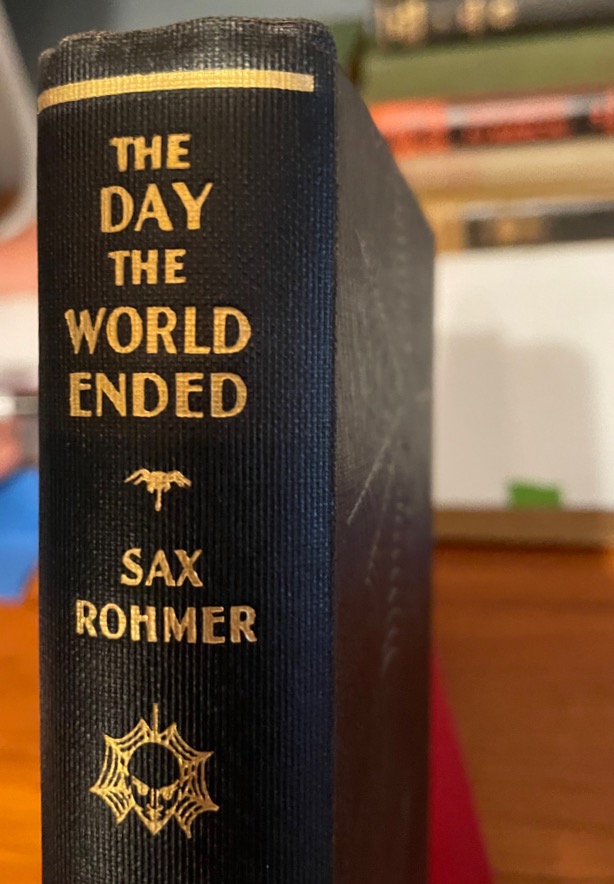 THE
DAY
THE
WORLD
ENDED
SAX
ROHMER